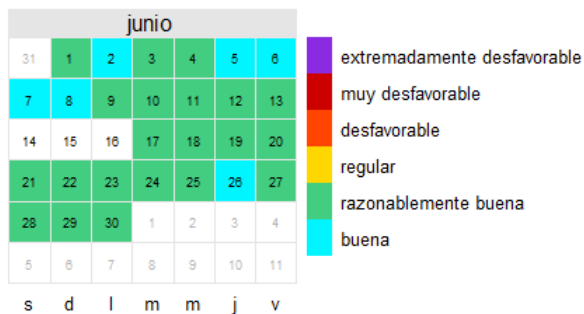 junio
31 1 2 3 4 5 6
7 8 9 10 11 12 13
14 15 16 17 18 19 20
21 22 23 24 25 26 27
28 29 30 1 2 3 4
5 6 7 8 9 10 11
s d l m m j v
extremadamente desfavorable
muy desfavorable
desfavorable
regular
razonablemente buena
buena